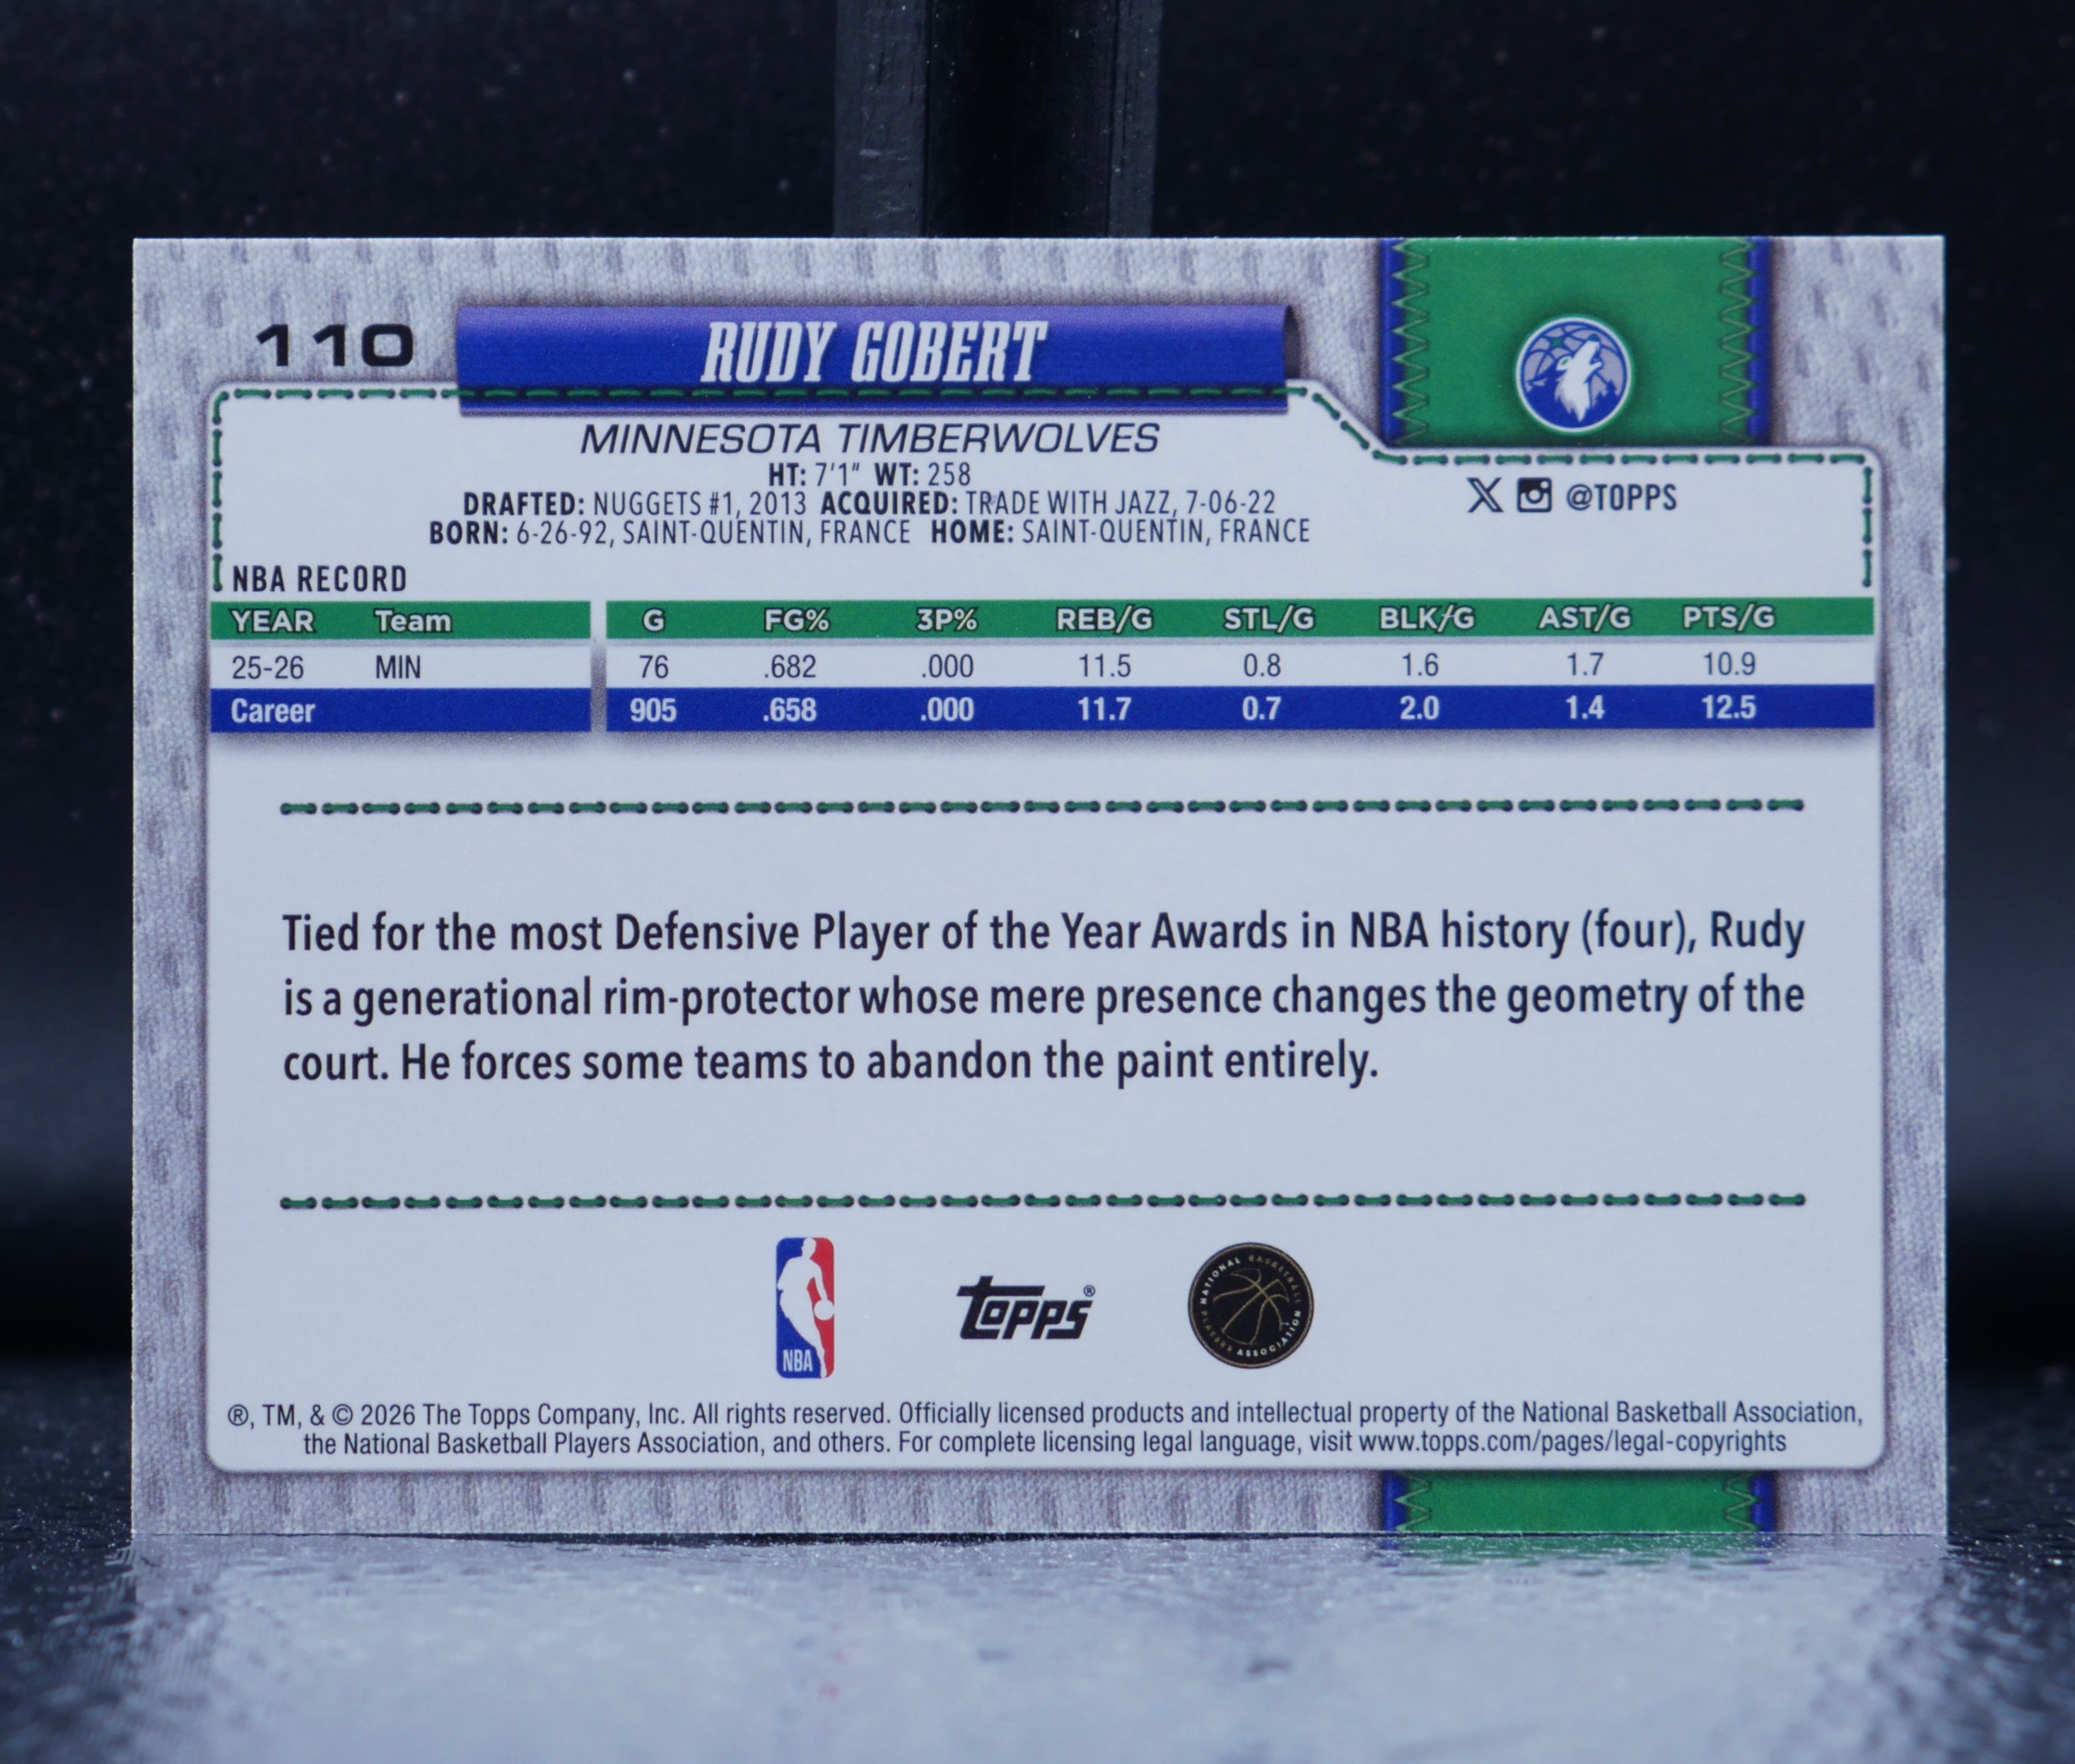 110
RUDY GOBERT
MINNESOTA TIMBERWOLVES
HT: 7'1" WT: 258
DRAFTED: NUGGETS #1, 2013 ACQUIRED: TRADE WITH JAZZ, 7-06-22
BORN: 6-26-92, SAINT-QUENTIN, FRANCE HOME: SAINT-QUENTIN, FRANCE
@TOPPS
NBA RECORD
YEAR Team G FG% 3P% REB/G STL/G BLK/G AST/G PTS/G
25-26 MIN 76 .682 .000 11.5 0.8 1.6 1.7 10.9
Career 905 .658 .000 11.7 0.7 2.0 1.4 12.5
Tied for the most Defensive Player of the Year Awards in NBA history (four), Rudy
is a generational rim-protector whose mere presence changes the geometry of the
court. He forces some teams to abandon the paint entirely.
NBA
Topps®
NATIONAL BASKETBALL PLAYERS ASSOCIATION
®, TM, & © 2026 The Topps Company, Inc. All rights reserved. Officially licensed products and intellectual property of the National Basketball Association,
the National Basketball Players Association, and others. For complete licensing legal language, visit www.topps.com/pages/legal-copyrights